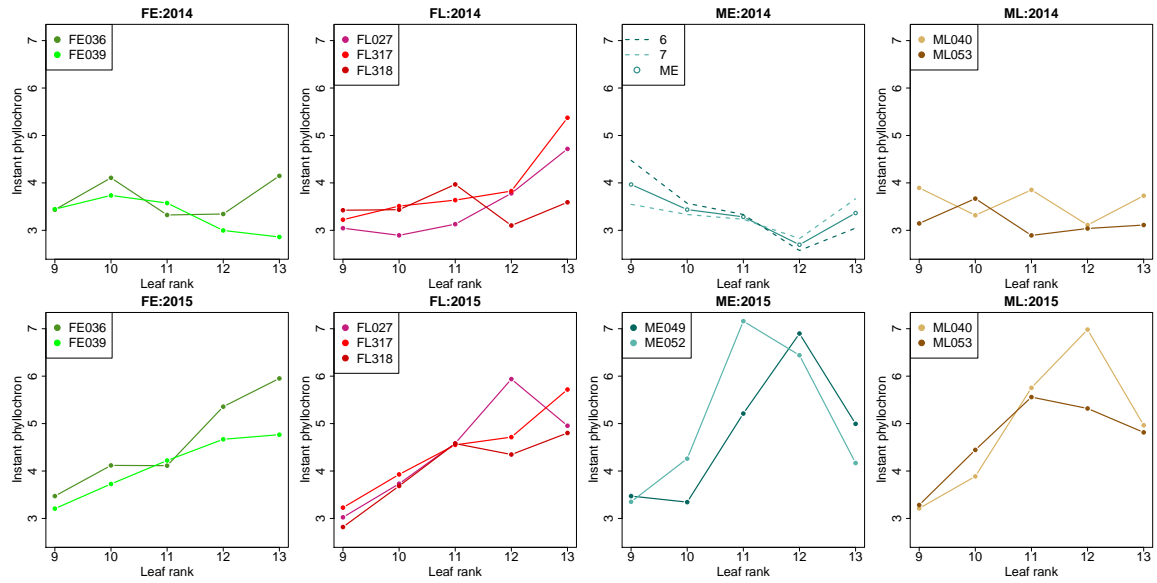 FE:2014
FE036
FE039
Instant phyllochron
7
6
5
4
3
9 10 11 12 13
Leaf rank
FL:2014
FL027
FL317
FL318
Instant phyllochron
7
6
5
4
3
9 10 11 12 13
Leaf rank
ME:2014
6
7
ME
Instant phyllochron
7
6
5
4
3
9 10 11 12 13
Leaf rank
ML:2014
ML040
ML053
Instant phyllochron
7
6
5
4
3
9 10 11 12 13
Leaf rank
FE:2015
FE036
FE039
Instant phyllochron
7
6
5
4
3
9 10 11 12 13
Leaf rank
FL:2015
FL027
FL317
FL318
Instant phyllochron
7
6
5
4
3
9 10 11 12 13
Leaf rank
ME:2015
ME049
ME052
Instant phyllochron
7
6
5
4
3
9 10 11 12 13
Leaf rank
ML:2015
ML040
ML053
Instant phyllochron
7
6
5
4
3
9 10 11 12 13
Leaf rank